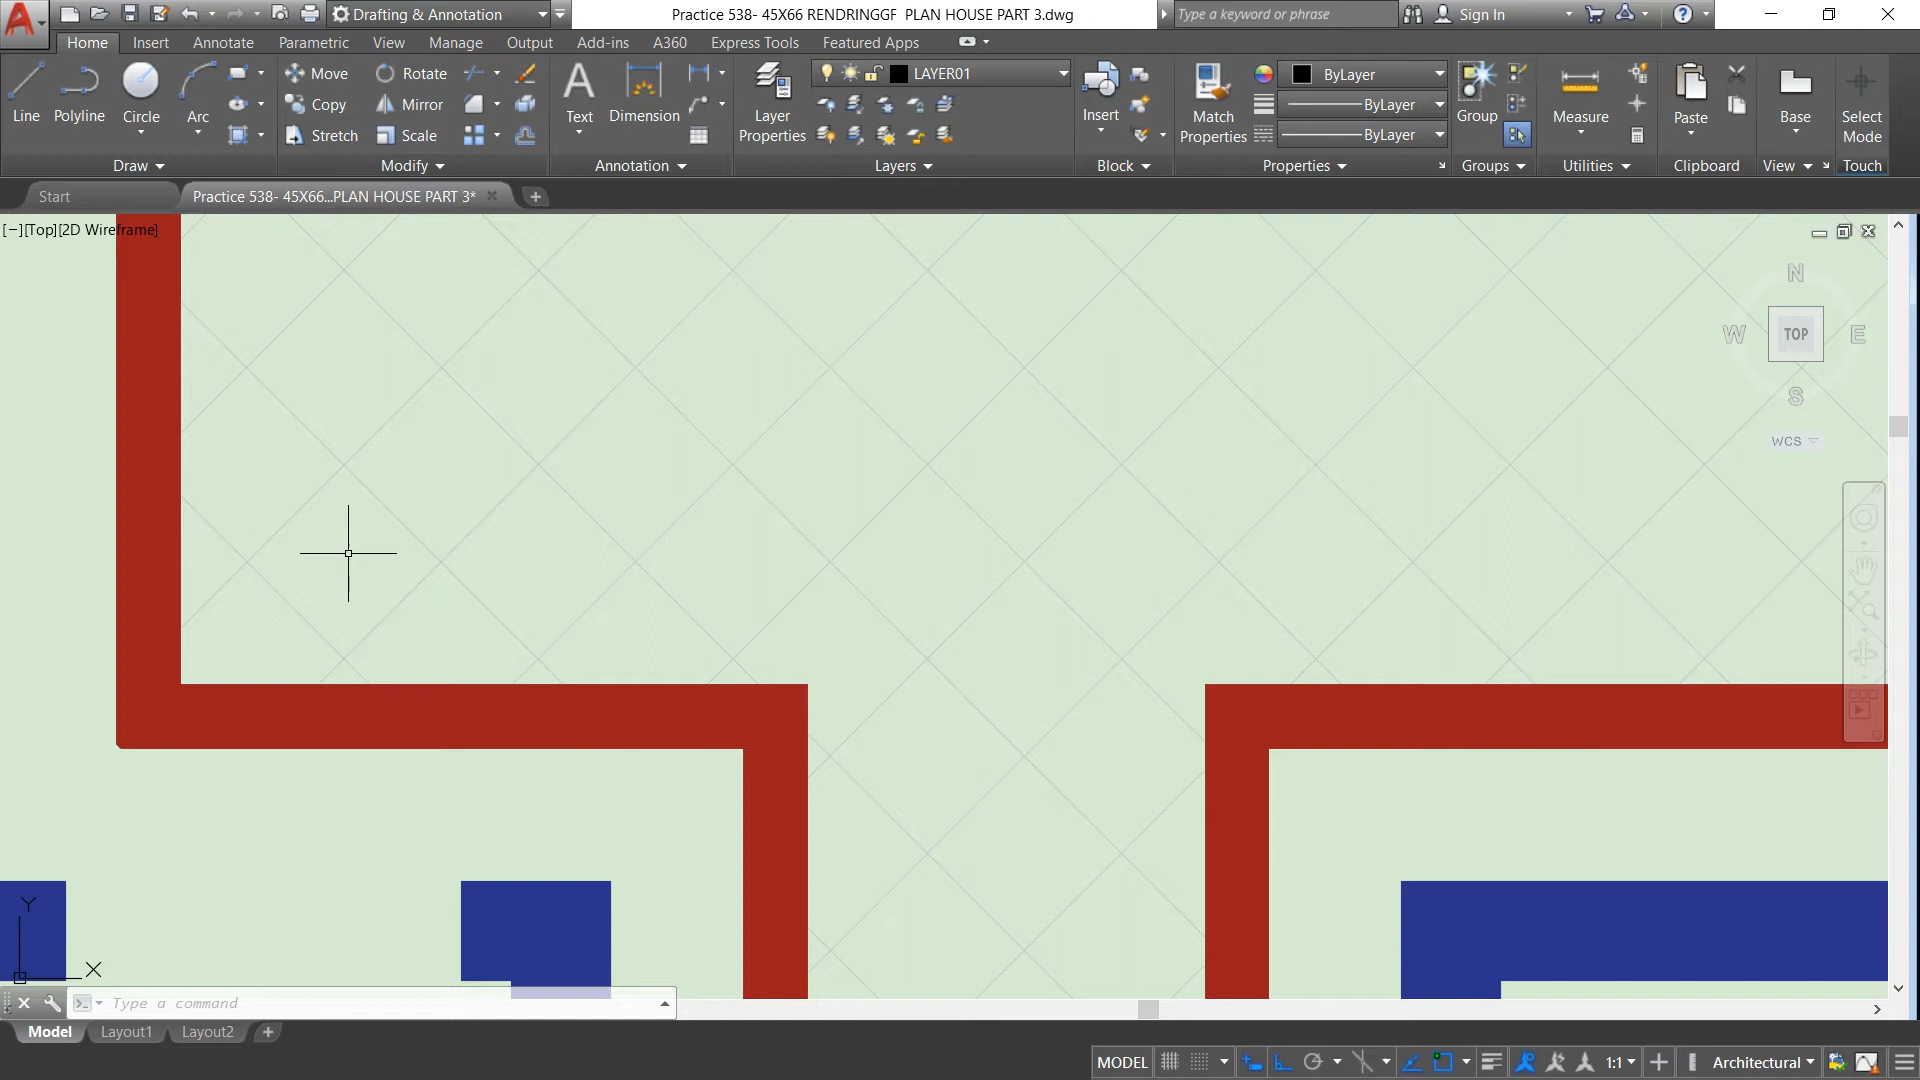 Drafting & Annotation
Practice 538- 45X66 RENDRINGGF PLAN HOUSE PART 3.dwg
Type a keyword or phrase
Sign In
Home Insert Annotate Parametric View Manage Output Add-ins A360 Express Tools Featured Apps
Line Polyline Circle Arc
Move Rotate
Copy Mirror
Stretch Scale
Text Dimension
Layer Properties
LAYER01
Insert
Match Properties
ByLayer
ByLayer
ByLayer
Group
Measure
Paste
Base
Select Mode
Draw Modify Annotation Layers Block Properties Groups Utilities Clipboard View Touch
Start
Practice 538- 45X66...PLAN HOUSE PART 3*
[−][Top][2D Wireframe]
N
W TOP E
S
WCS
Y
X
Type a command
Model Layout1 Layout2
MODEL 1:1 Architectural